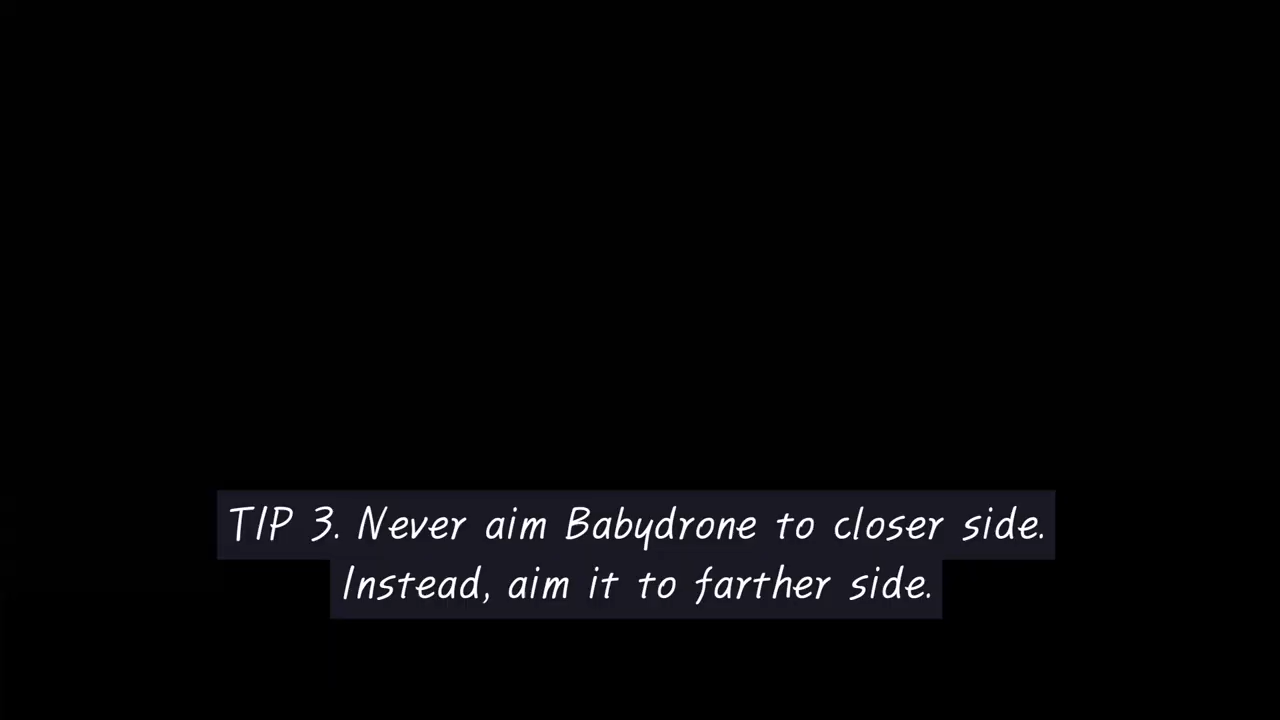 TIP 3. Never aim Babydrone to closer side.
Instead, aim it to farther side.